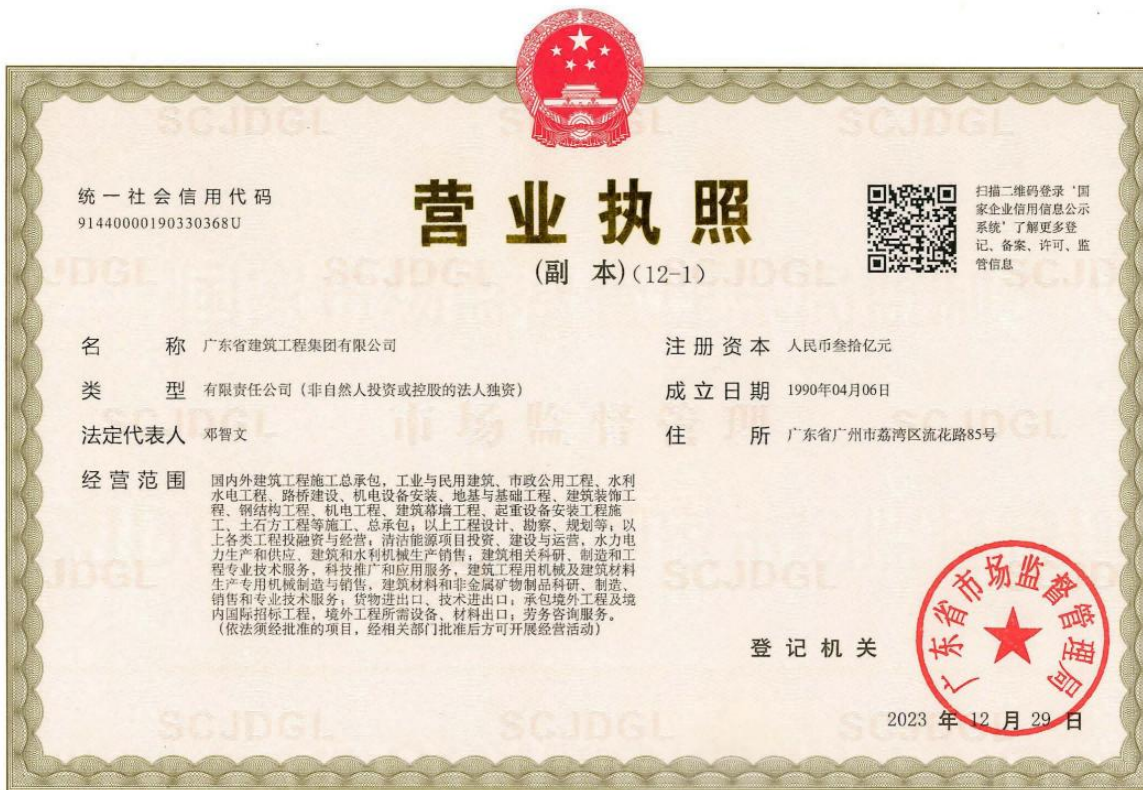 统一社会信用代码
91440000190330368U
营业执照
(副 本)(12-1)
扫描二维码登录‘国
家企业信用信息公示
系统’了解更多登
记、备案、许可、监
管信息
名 称 广东省建筑工程集团有限公司
注册资本 人民币叁拾亿元
类 型 有限责任公司（非自然人投资或控股的法人独资）
成立日期 1990年04月06日
法定代表人 邓智文
住 所 广东省广州市荔湾区流花路85号
经营范围 国内外建筑工程施工总承包，工业与民用建筑、市政公用工程、水利
水电工程、路桥建设、机电设备安装、地基与基础工程、建筑装饰工
程、钢结构工程、机电工程、建筑幕墙工程、起重设备安装工程施
工、土石方工程等施工、总承包；以上工程设计、勘察、规划等；以
上各类工程投融资与经营；清洁能源项目投资、建设与运营，水力电
力生产和供应、建筑和水利机械生产销售；建筑相关科研、制造和工
程专业技术服务，科技推广和应用服务，建筑工程用机械及建筑材料
生产专用机械制造与销售，建筑材料和非金属矿物制品科研、制造、
销售和专业技术服务；货物进出口、技术进出口；承包境外工程及境
内国际招标工程，境外工程所需设备、材料出口；劳务咨询服务。
（依法须经批准的项目，经相关部门批准后方可开展经营活动）
登记机关
广东省市场监督管理局
2023 年 12 月 29 日
SCJDGL
市场监督管理